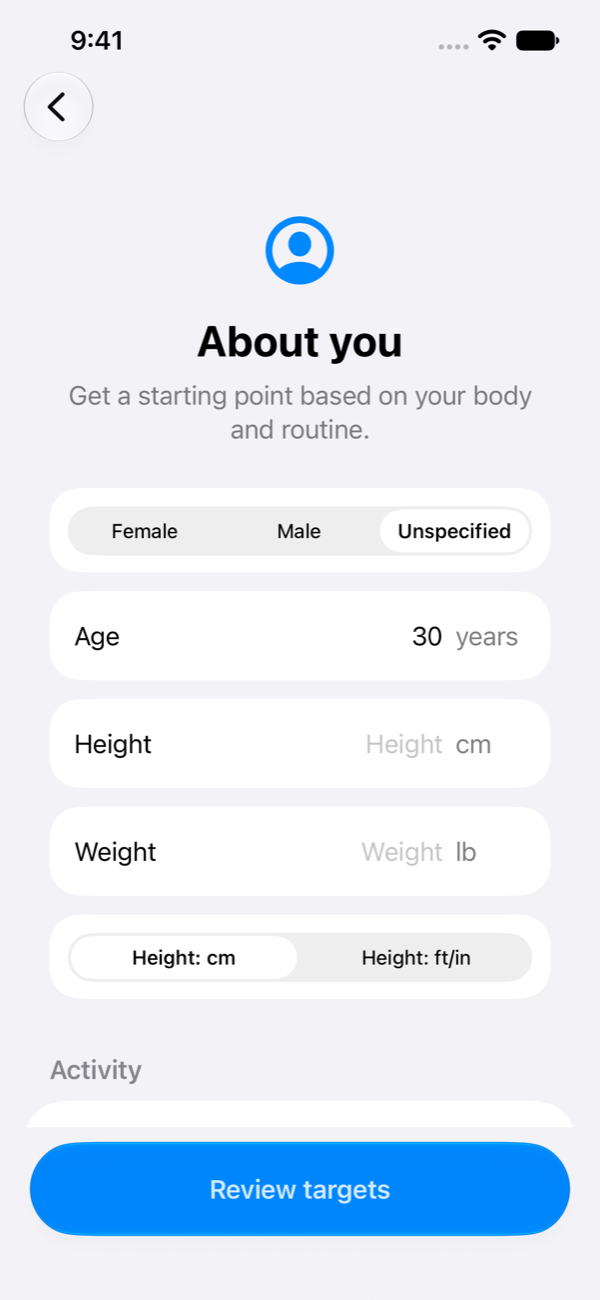 9:41
About you
Get a starting point based on your body
and routine.
Female Male Unspecified
Age 30 years
Height Height cm
Weight Weight lb
Height: cm Height: ft/in
Activity
Review targets